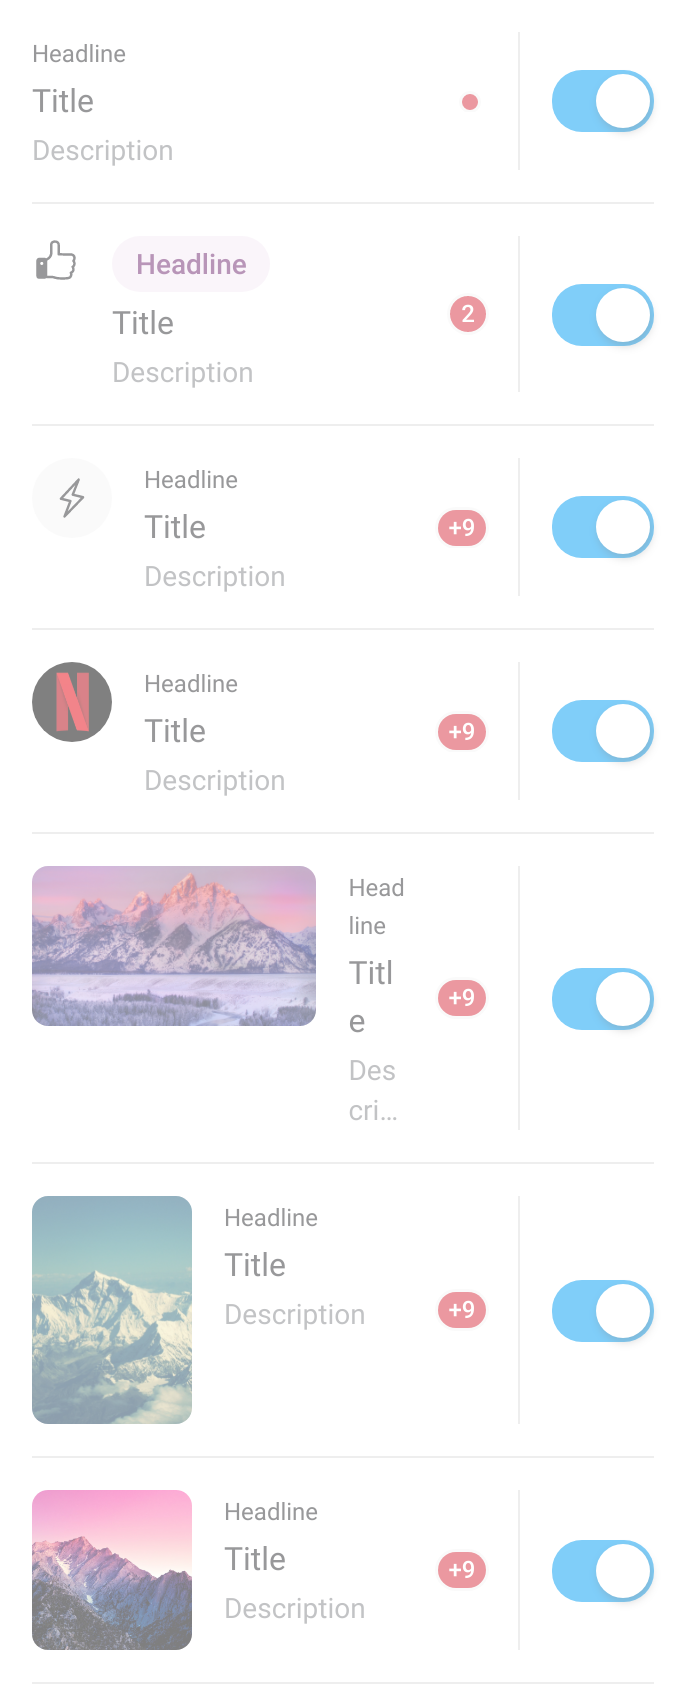 Headline
Title
Description
Headline
Title
2
Description
Headline
Title
+9
Description
N
Headline
Title
+9
Description
Head
line
Titl
e
+9
Des
cri...
Headline
Title
Description
+9
Headline
Title
+9
Description